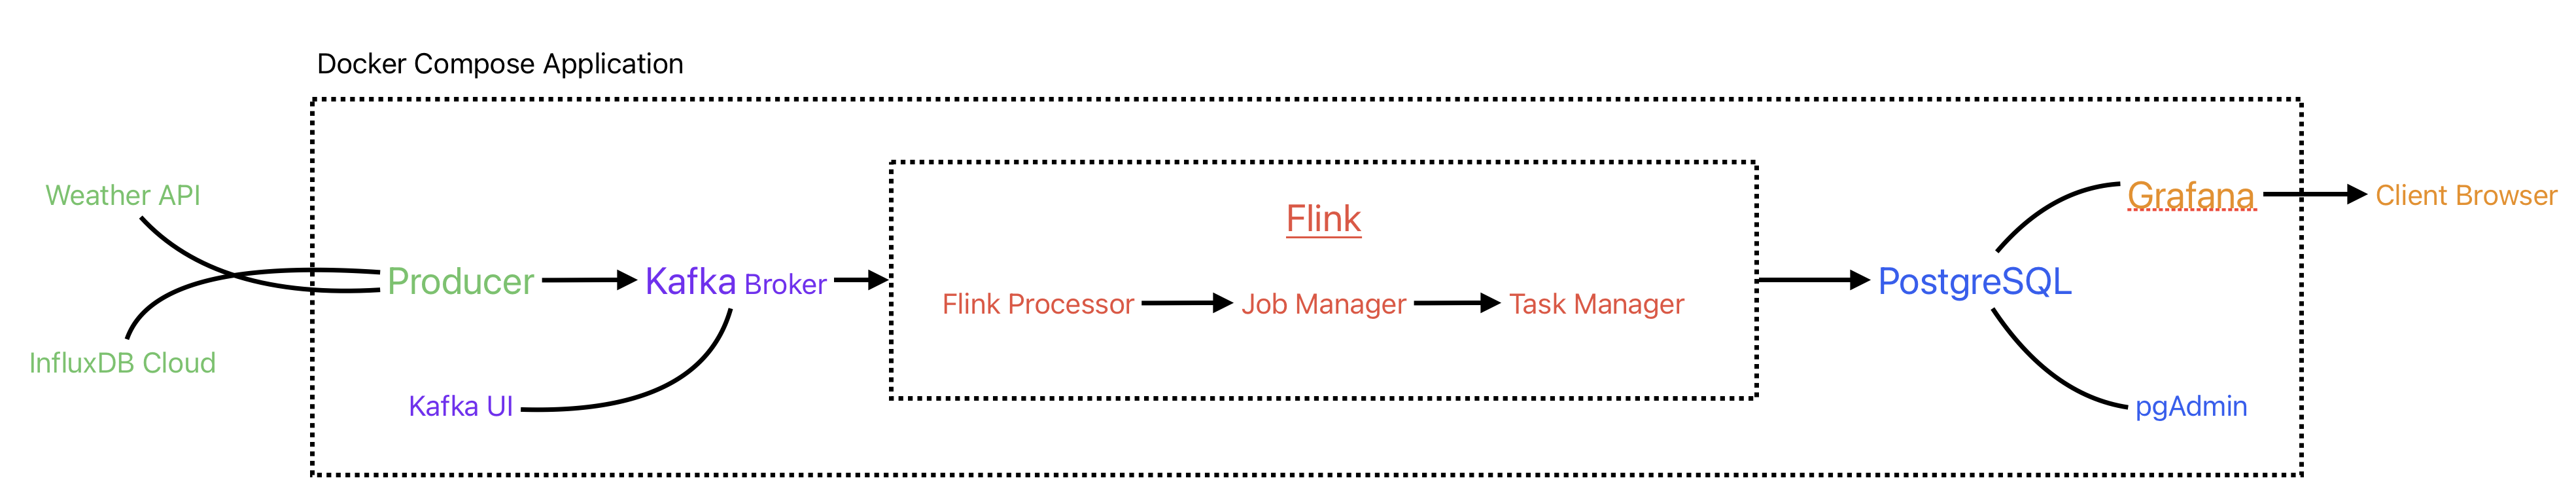 Docker Compose Application
Weather API
InfluxDB Cloud
Producer
Kafka Broker
Kafka UI
Flink
Flink Processor
Job Manager
Task Manager
PostgreSQL
Grafana
pgAdmin
Client Browser